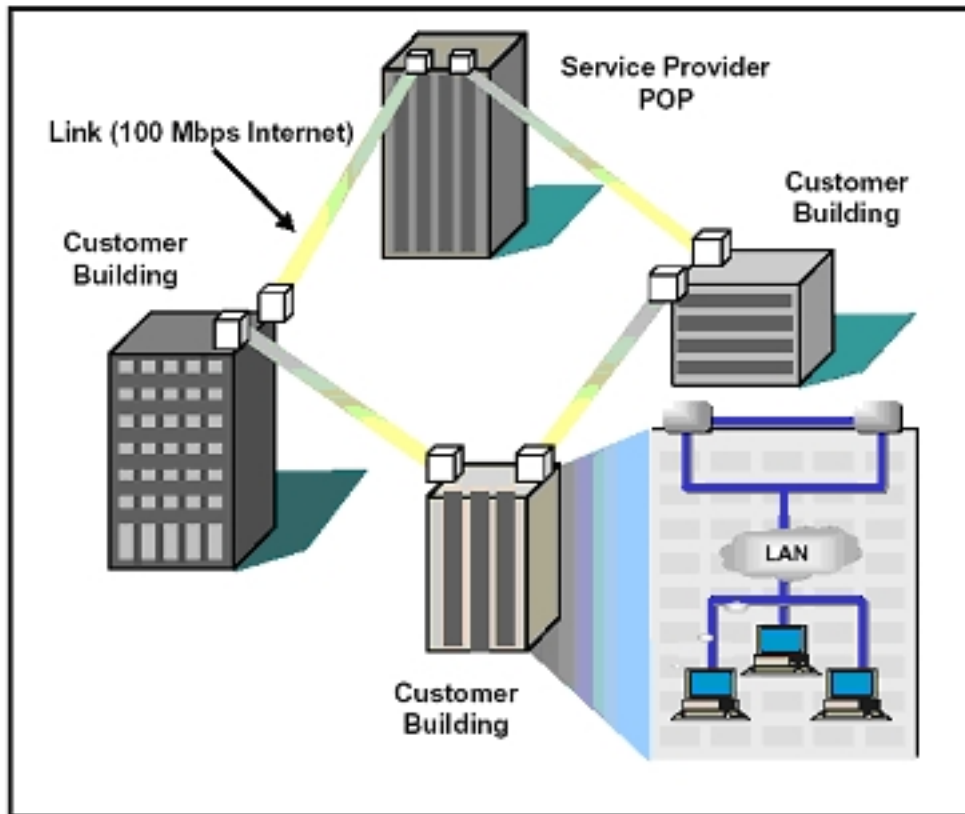 Service Provider
POP
Link (100 Mbps Internet)
Customer
Building
Customer
Building
LAN
Customer
Building